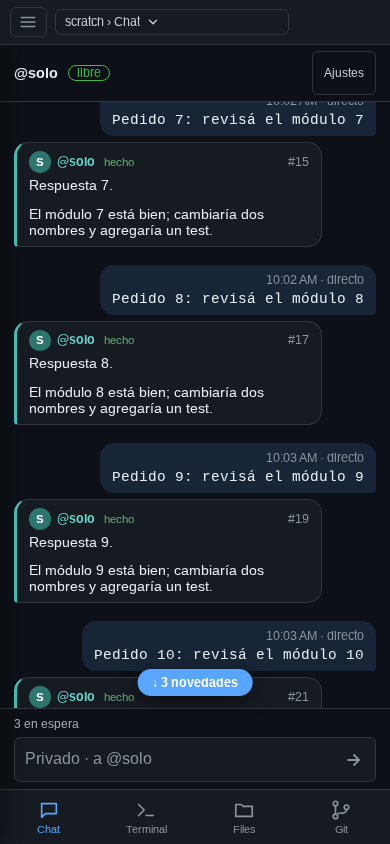 scratch › Chat
@solo libre Ajustes
10:02 AM · directo
Pedido 7: revisá el módulo 7
S @solo hecho #15
Respuesta 7.
El módulo 7 está bien; cambiaría dos
nombres y agregaría un test.
10:02 AM · directo
Pedido 8: revisá el módulo 8
S @solo hecho #17
Respuesta 8.
El módulo 8 está bien; cambiaría dos
nombres y agregaría un test.
10:03 AM · directo
Pedido 9: revisá el módulo 9
S @solo hecho #19
Respuesta 9.
El módulo 9 está bien; cambiaría dos
nombres y agregaría un test.
10:03 AM · directo
Pedido 10: revisá el módulo 10
↓ 3 novedades
S @solo hecho #21
3 en espera
Privado · a @solo
Chat Terminal Files Git